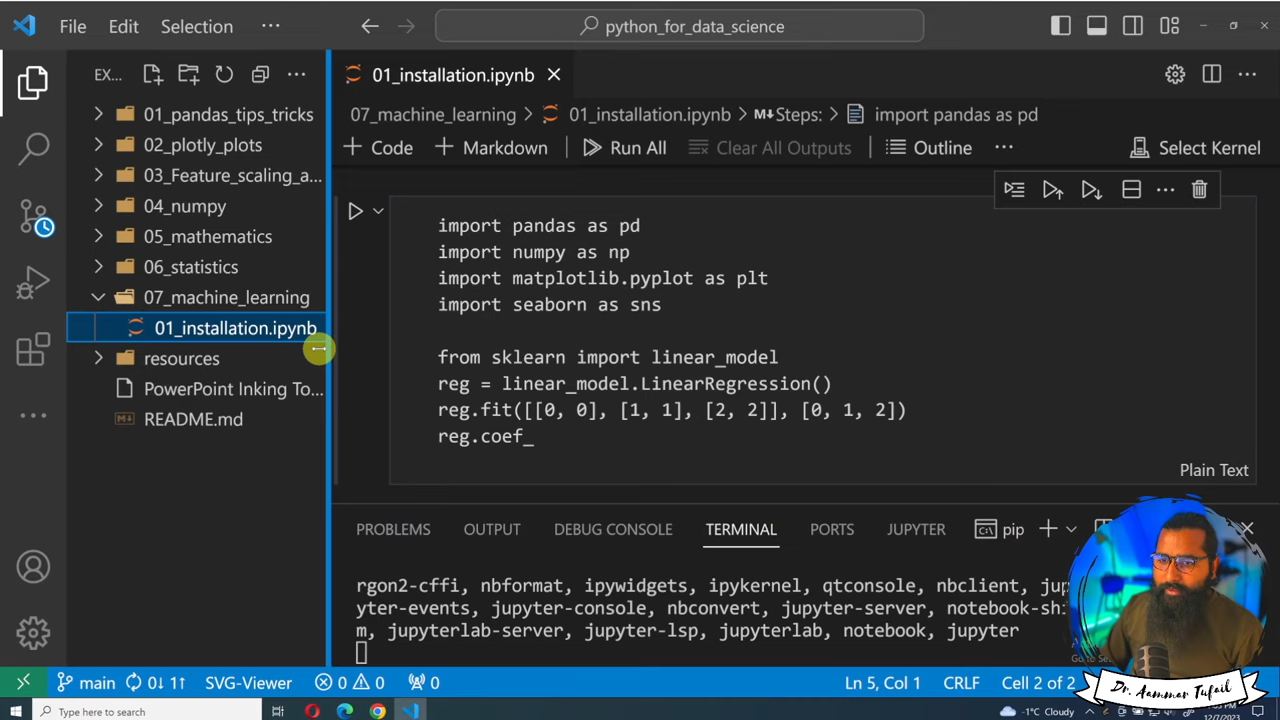 File Edit Selection ···
python_for_data_science
EX... ···
01_pandas_tips_tricks
02_plotly_plots
03_Feature_scaling_a...
04_numpy
05_mathematics
06_statistics
07_machine_learning
01_installation.ipynb
resources
PowerPoint Inking To...
README.md
01_installation.ipynb
07_machine_learning > 01_installation.ipynb > M↓Steps: > import pandas as pd
+ Code + Markdown Run All Clear All Outputs Outline ··· Select Kernel
import pandas as pd
import numpy as np
import matplotlib.pyplot as plt
import seaborn as sns
from sklearn import linear_model
reg = linear_model.LinearRegression()
reg.fit([[0, 0], [1, 1], [2, 2]], [0, 1, 2])
reg.coef_
Plain Text
PROBLEMS OUTPUT DEBUG CONSOLE TERMINAL PORTS JUPYTER pip
rgon2-cffi, nbformat, ipywidgets, ipykernel, qtconsole, nbclient, jup
yter-events, jupyter-console, nbconvert, jupyter-server, notebook-sh
m, jupyterlab-server, jupyter-lsp, jupyterlab, notebook, jupyter
main 0↓ 1↑ SVG-Viewer 0 0 0 Ln 5, Col 1 CRLF Cell 2 of 2
Type here to search
-1°C Cloudy
12/7/2023
Dr. Aammar Tufail